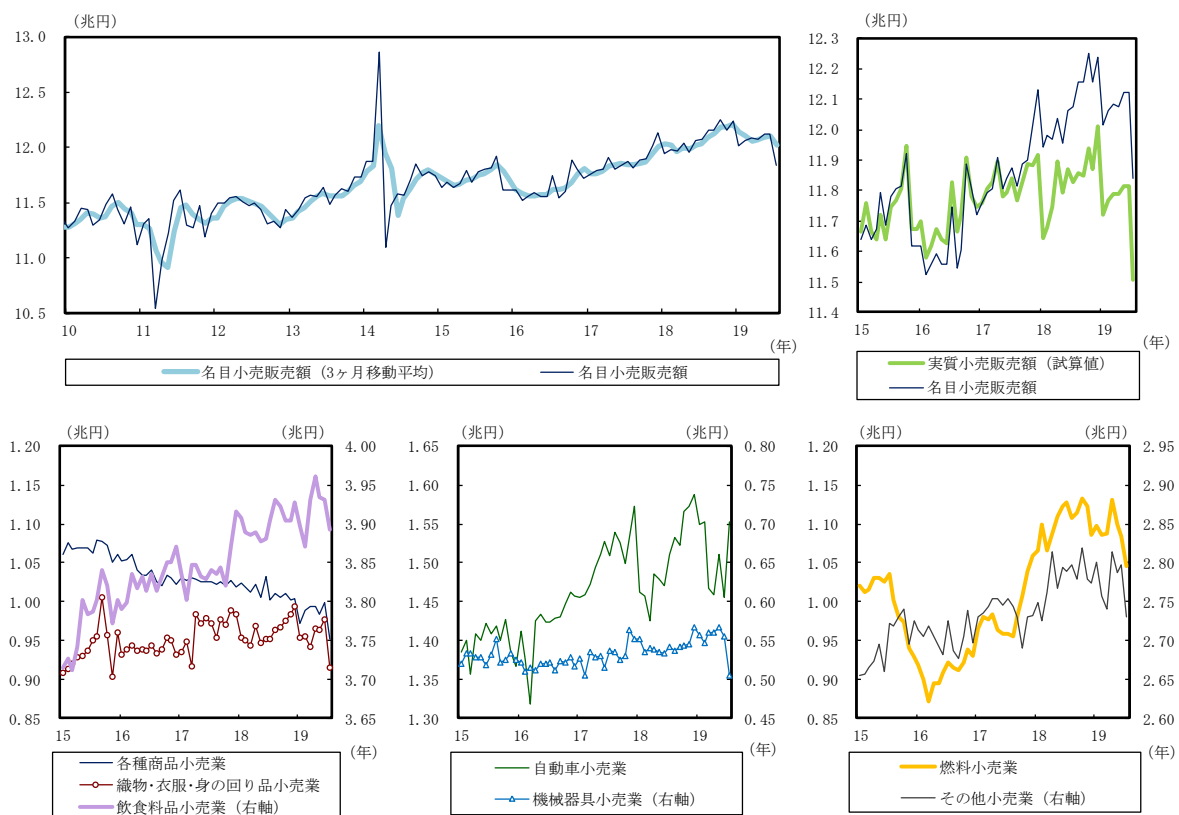 （兆円）
13.0
12.5
12.0
11.5
11.0
10.5
10 11 12 13 14 15 16 17 18 19
（年）
名目小売販売額（3ヶ月移動平均）　名目小売販売額
（兆円）
12.3
12.2
12.1
12.0
11.9
11.8
11.7
11.6
11.5
11.4
15 16 17 18 19
（年）
実質小売販売額（試算値）
名目小売販売額
（兆円）　（兆円）
1.20 4.00
1.15 3.95
1.10 3.90
1.05 3.85
1.00 3.80
0.95 3.75
0.90 3.70
0.85 3.65
15 16 17 18 19
（年）
各種商品小売業
織物・衣服・身の回り品小売業
飲食料品小売業（右軸）
（兆円）　（兆円）
1.65 0.80
1.60 0.75
1.55 0.70
1.50 0.65
1.45 0.60
1.40 0.55
1.35 0.50
1.30 0.45
15 16 17 18 19
（年）
自動車小売業
機械器具小売業（右軸）
（兆円）　（兆円）
1.20 2.95
1.15 2.90
1.10 2.85
1.05 2.80
1.00 2.75
0.95 2.70
0.90 2.65
0.85 2.60
15 16 17 18 19
（年）
燃料小売業
その他小売業（右軸）